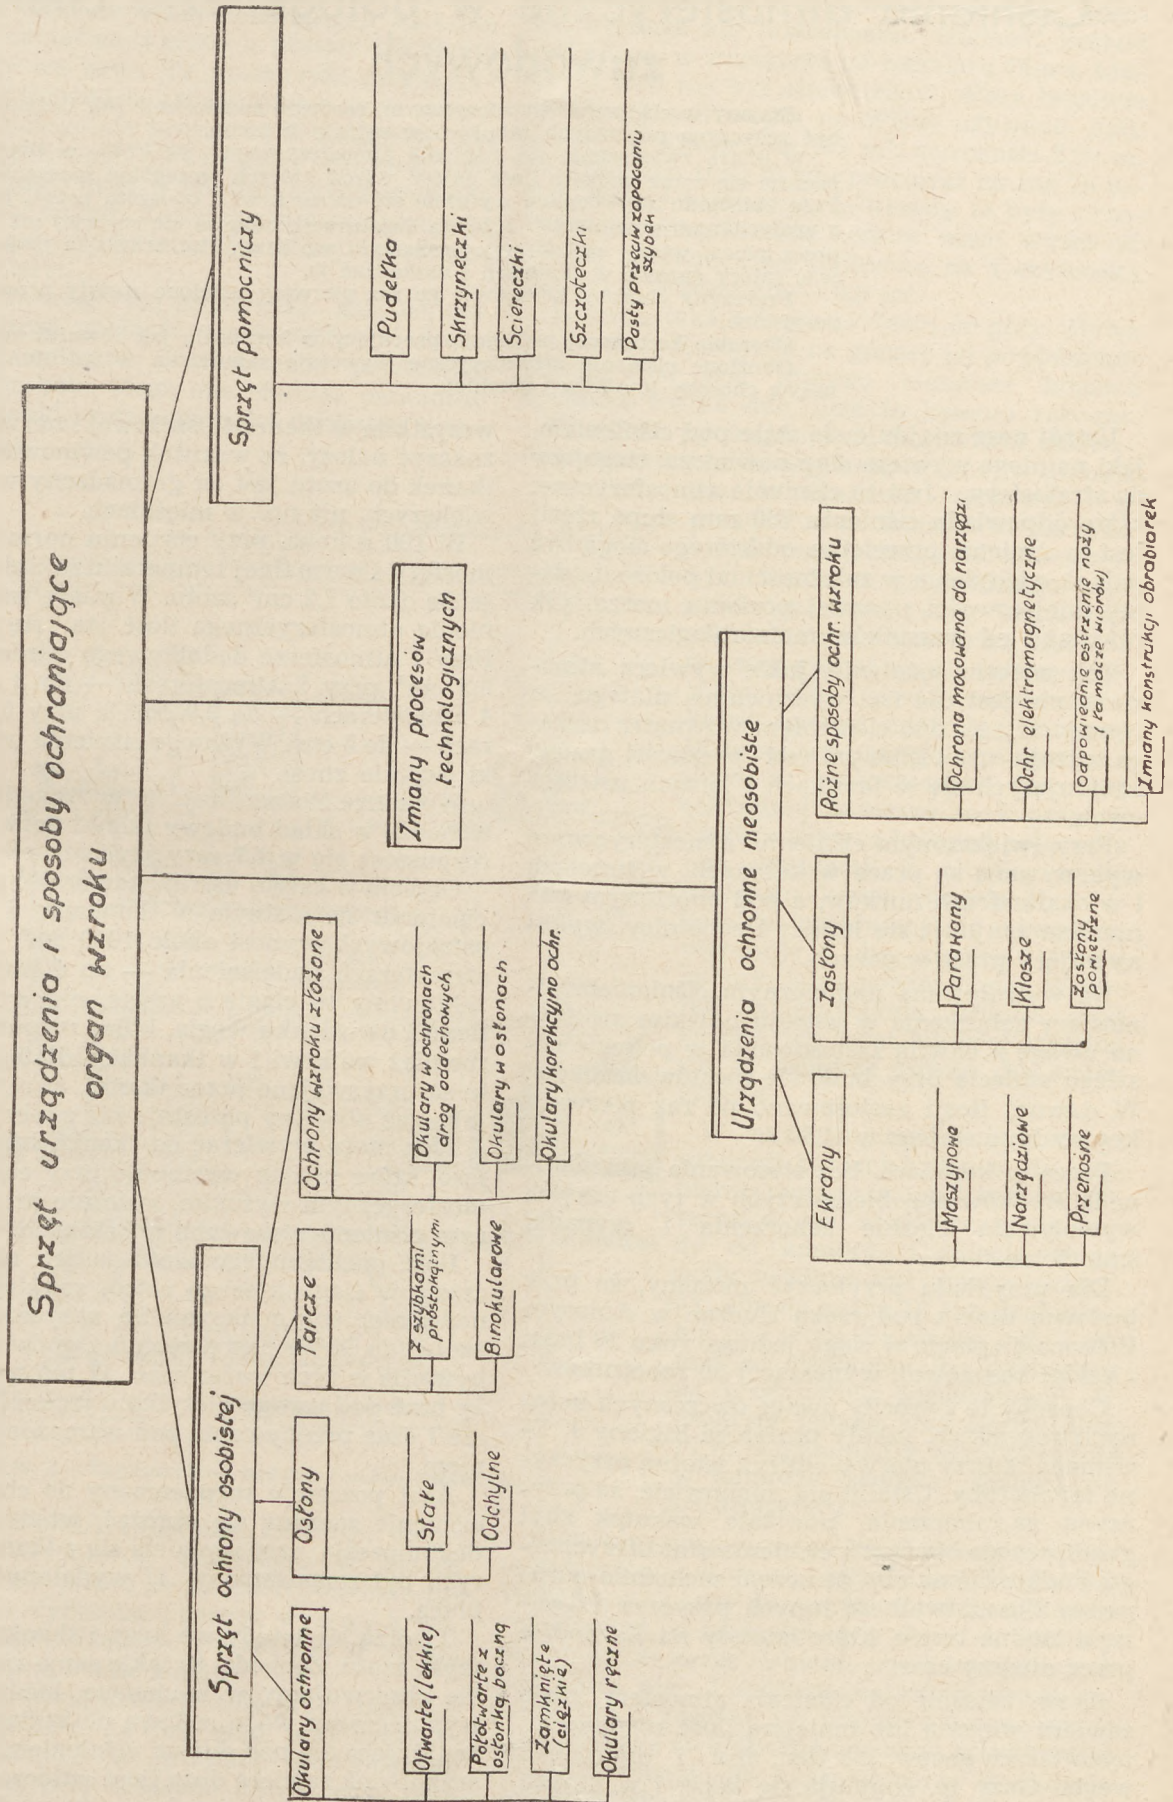 Sprzęt urządzenia i sposoby ochraniające
organ wzroku
Sprzęt ochrony osobistej
Okulary ochronne
Otwarte (lekkie)
Półotwarte z
osłonką boczną
Zamknięte
(ciężkie)
Okulary ręczne
Osłony
Stałe
Odchylne
Tarcze
z szybkami
prostokątnymi
Binokularowe
Ochrony wzroku złożone
Okulary w ochronach
dróg oddechowych
Okulary w osłonach
Okulary korekcyjno ochr.
Urządzenia ochronne nieosobiste
Ekrany
Maszynowe
Narzędziowe
Przenośne
Zasłony
Parawany
Klosze
Zasłony
powietrzne
Różne sposoby ochr. wzroku
Ochrona mocowana do narzędzi
Ochr elektromagnetyczne
Odpowiednie ostrzenie noży
(łamacze wiórów)
Zmiany konstrukcji obrabiarek
Zmiany procesów
technologicznych
Sprzęt pomocniczy
Pudełka
Skrzyneczki
Ściereczki
Szczoteczki
Pasty przeciw zapacaniu
szybek